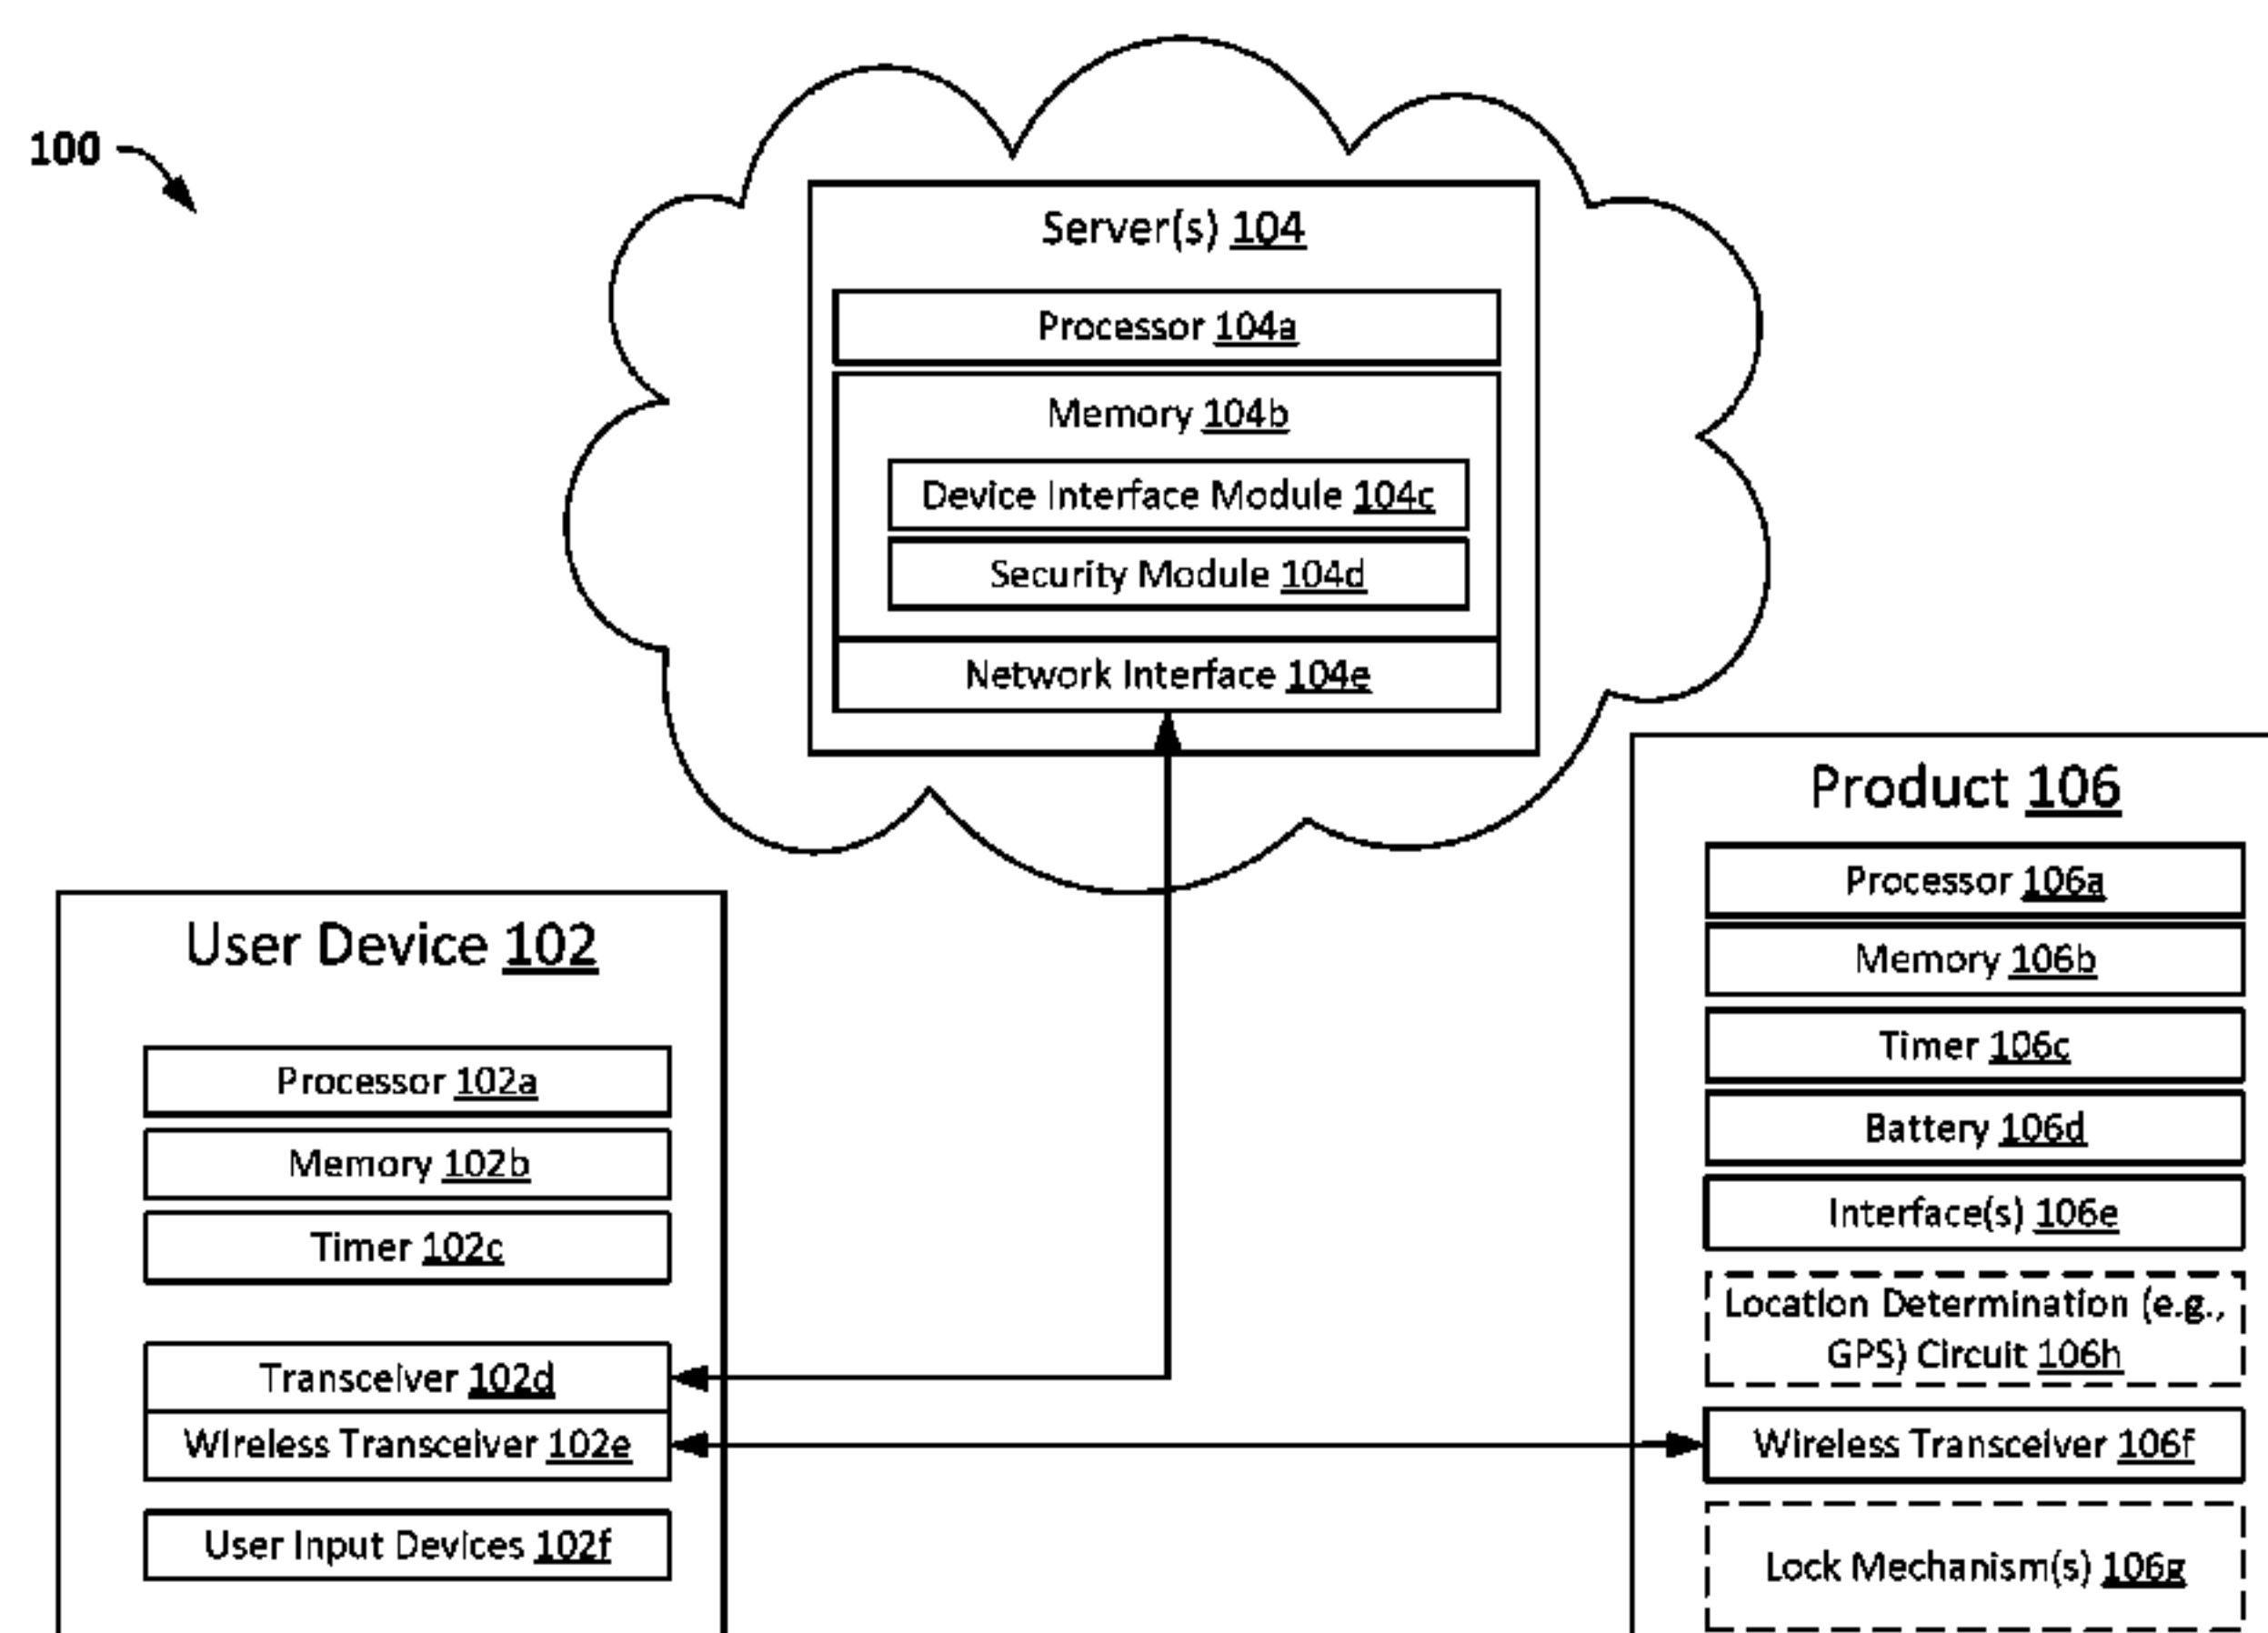 100
Server(s) 104
Processor 104a
Memory 104b
Device Interface Module 104c
Security Module 104d
Network Interface 104e
User Device 102
Processor 102a
Memory 102b
Timer 102c
Transceiver 102d
Wireless Transceiver 102e
User Input Devices 102f
Product 106
Processor 106a
Memory 106b
Timer 106c
Battery 106d
Interface(s) 106e
Location Determination (e.g.,
GPS) Circuit 106h
Wireless Transceiver 106f
Lock Mechanism(s) 106g